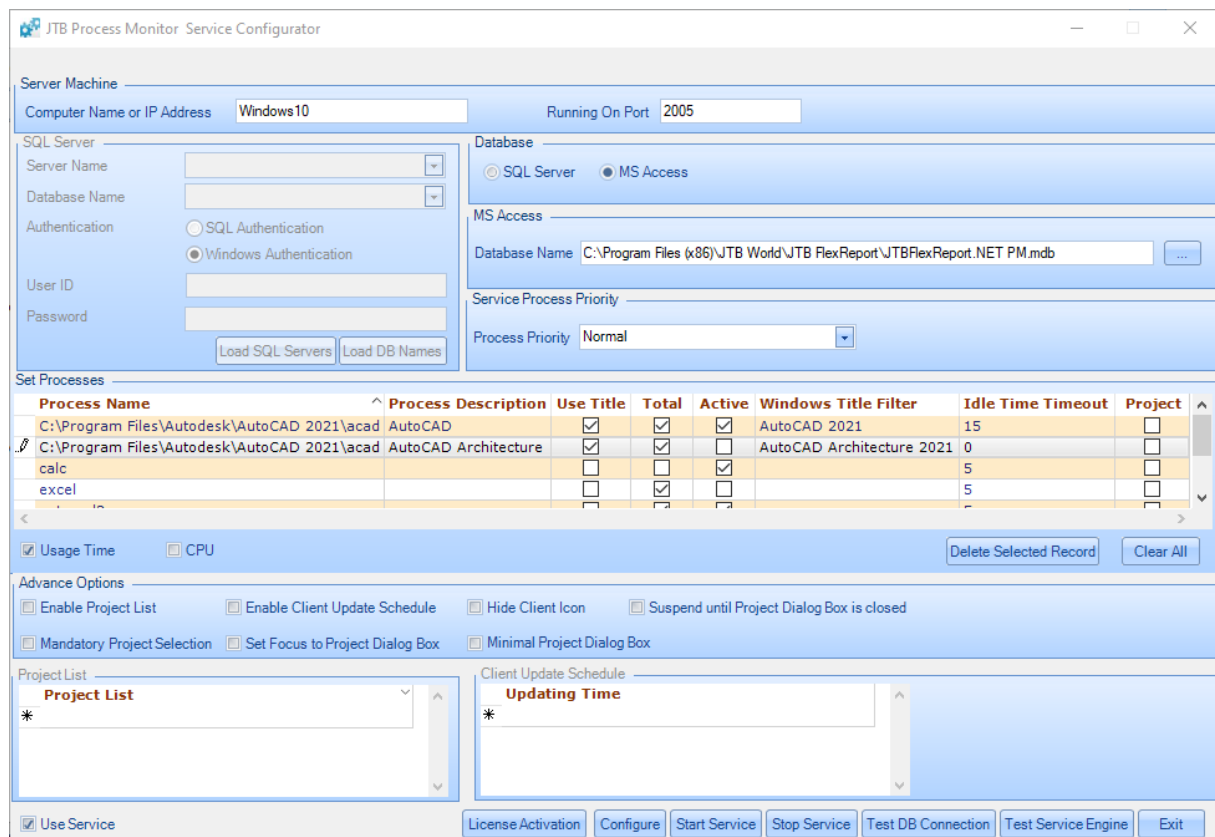 JTB Process Monitor Service Configurator
Server Machine
Computer Name or IP Address Windows10 Running On Port 2005
SQL Server
Server Name
Database Name
Authentication SQL Authentication
Windows Authentication
User ID
Password
Load SQL Servers Load DB Names
Database
SQL Server MS Access
MS Access
Database Name C:\Program Files (x86)\JTB World\JTB FlexReport\JTBFlexReport.NET PM.mdb ...
Service Process Priority
Process Priority Normal
Set Processes
Process Name Process Description Use Title Total Active Windows Title Filter Idle Time Timeout Project
C:\Program Files\Autodesk\AutoCAD 2021\acad AutoCAD AutoCAD 2021 15
C:\Program Files\Autodesk\AutoCAD 2021\acad AutoCAD Architecture AutoCAD Architecture 2021 0
calc 5
excel 5
Usage Time CPU Delete Selected Record Clear All
Advance Options
Enable Project List Enable Client Update Schedule Hide Client Icon Suspend until Project Dialog Box is closed
Mandatory Project Selection Set Focus to Project Dialog Box Minimal Project Dialog Box
Project List
Project List
Client Update Schedule
Updating Time
Use Service License Activation Configure Start Service Stop Service Test DB Connection Test Service Engine Exit